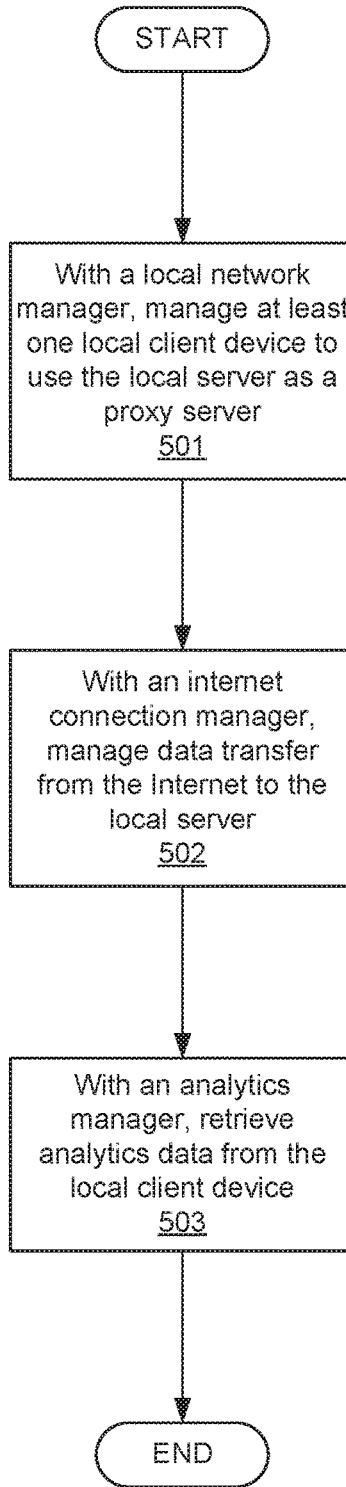 START
With a local network
manager, manage at least
one local client device to
use the local server as a
proxy server
501
With an internet
connection manager,
manage data transfer
from the Internet to the
local server
502
With an analytics
manager, retrieve
analytics data from the
local client device
503
END